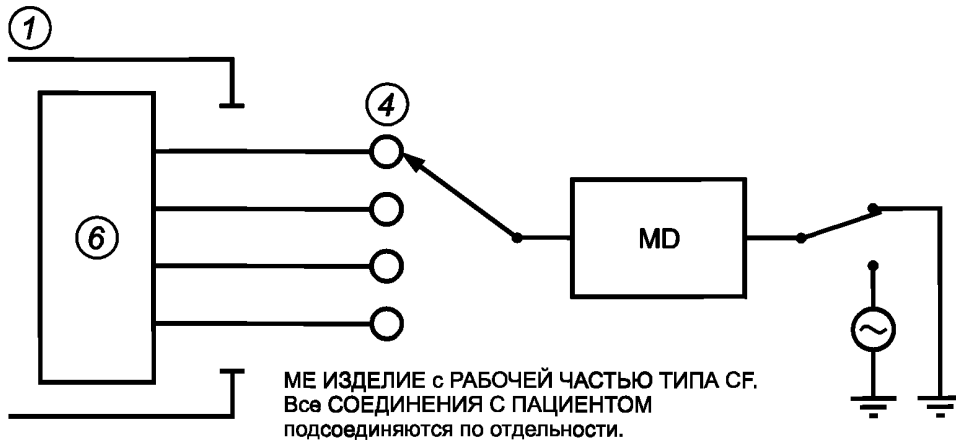 1
4
6
MD
МЕ ИЗДЕЛИЕ с РАБОЧЕЙ ЧАСТЬЮ ТИПА CF.
Все СОЕДИНЕНИЯ С ПАЦИЕНТОМ
подсоединяются по отдельности.